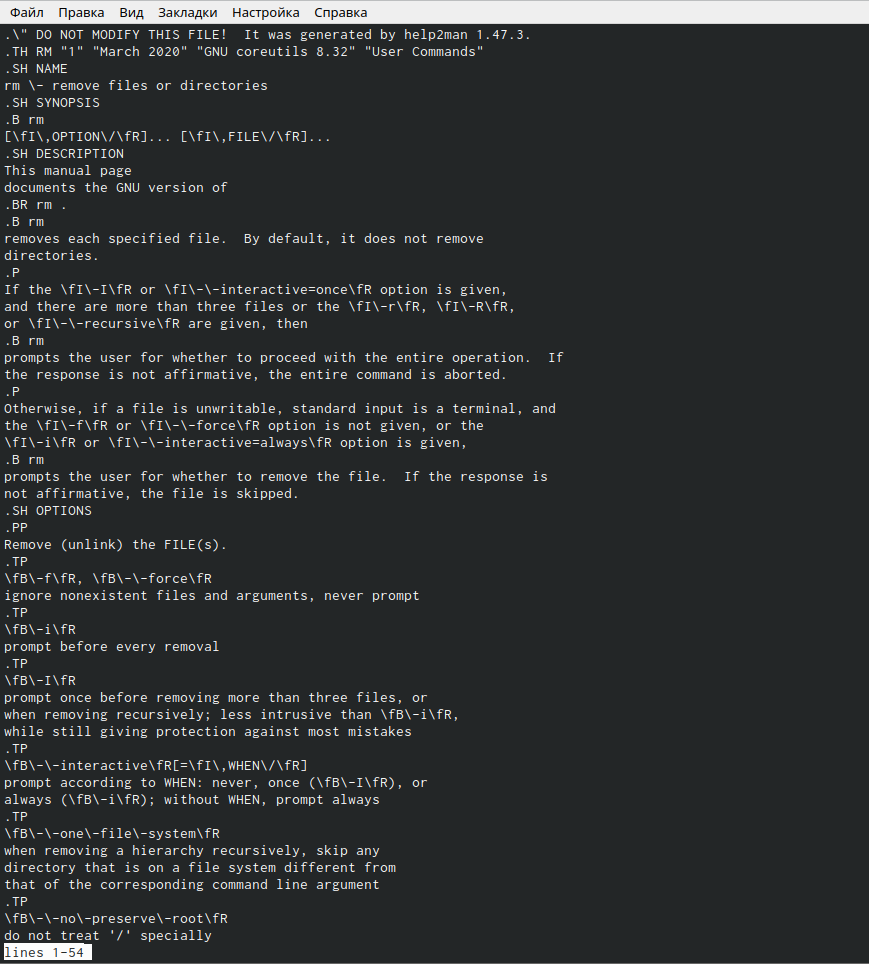 Файл Правка Вид Закладки Настройка Справка
.\" DO NOT MODIFY THIS FILE!  It was generated by help2man 1.47.3.
.TH RM "1" "March 2020" "GNU coreutils 8.32" "User Commands"
.SH NAME
rm \- remove files or directories
.SH SYNOPSIS
.B rm
[\fI\,OPTION\/\fR]... [\fI\,FILE\/\fR]...
.SH DESCRIPTION
This manual page
documents the GNU version of
.BR rm .
.B rm
removes each specified file.  By default, it does not remove
directories.
.P
If the \fI\-I\fR or \fI\-\-interactive=once\fR option is given,
and there are more than three files or the \fI\-r\fR, \fI\-R\fR,
or \fI\-\-recursive\fR are given, then
.B rm
prompts the user for whether to proceed with the entire operation.  If
the response is not affirmative, the entire command is aborted.
.P
Otherwise, if a file is unwritable, standard input is a terminal, and
the \fI\-f\fR or \fI\-\-force\fR option is not given, or the
\fI\-i\fR or \fI\-\-interactive=always\fR option is given,
.B rm
prompts the user for whether to remove the file.  If the response is
not affirmative, the file is skipped.
.SH OPTIONS
.PP
Remove (unlink) the FILE(s).
.TP
\fB\-f\fR, \fB\-\-force\fR
ignore nonexistent files and arguments, never prompt
.TP
\fB\-i\fR
prompt before every removal
.TP
\fB\-I\fR
prompt once before removing more than three files, or
when removing recursively; less intrusive than \fB\-i\fR,
while still giving protection against most mistakes
.TP
\fB\-\-interactive\fR[=\fI\,WHEN\/\fR]
prompt according to WHEN: never, once (\fB\-I\fR), or
always (\fB\-i\fR); without WHEN, prompt always
.TP
\fB\-\-one\-file\-system\fR
when removing a hierarchy recursively, skip any
directory that is on a file system different from
that of the corresponding command line argument
.TP
\fB\-\-no\-preserve\-root\fR
do not treat '/' specially
lines 1-54